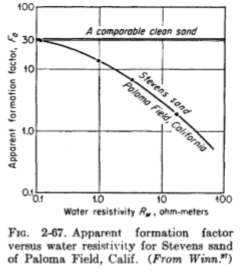 100
A comparable clean sand
30
10
1.0
0.1
Apparent formation factor, Fa
Stevens sand
Paloma Field, California
0.1
1.0
10
100
Water resistivity Rw, ohm-meters
Fig. 2-67. Apparent formation factor
versus water resistivity for Stevens sand
of Paloma Field, Calif. (From Winn.27)